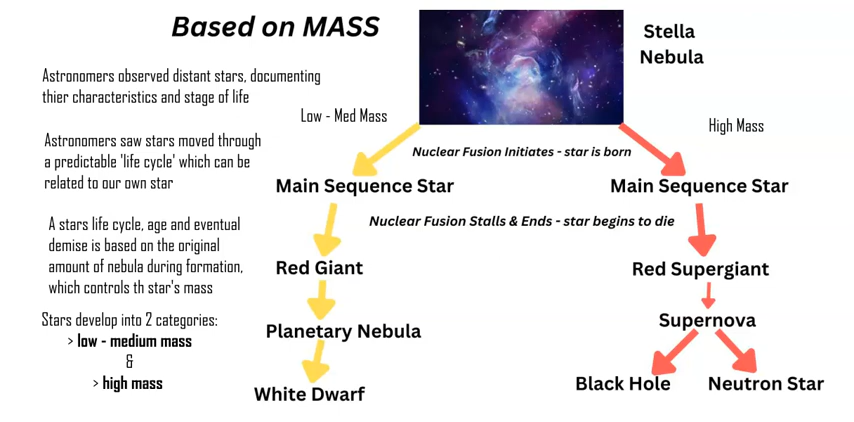 Based on MASS
Stella
Nebula
Astronomers observed distant stars, documenting
thier characteristics and stage of life
Low - Med Mass
High Mass
Astronomers saw stars moved through
a predictable 'life cycle' which can be
related to our own star
Nuclear Fusion Initiates - star is born
Main Sequence Star
Main Sequence Star
A stars life cycle, age and eventual
demise is based on the original
amount of nebula during formation,
which controls th star's mass
Nuclear Fusion Stalls & Ends - star begins to die
Red Giant
Red Supergiant
Stars develop into 2 categories:
> low - medium mass
&
> high mass
Planetary Nebula
Supernova
White Dwarf
Black Hole
Neutron Star